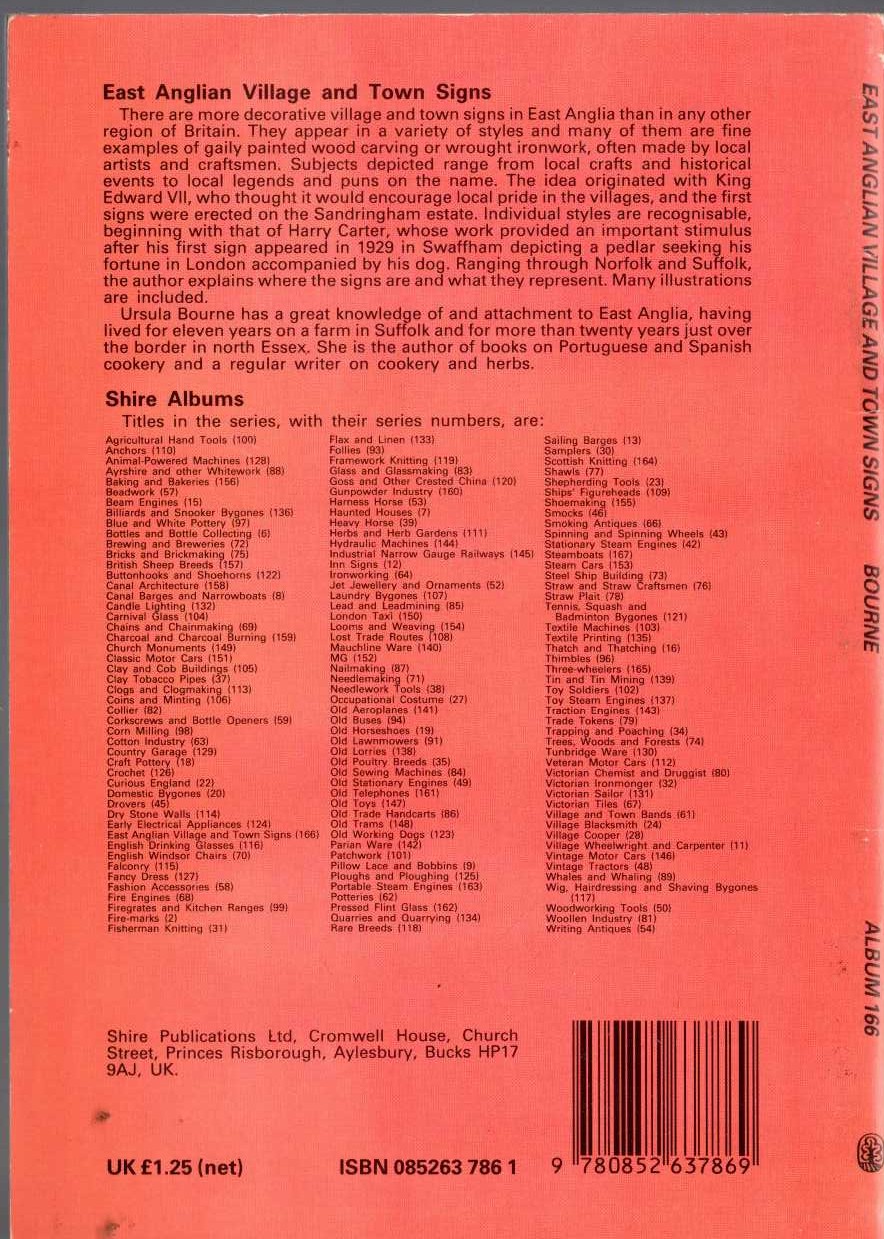 East Anglian Village and Town Signs
There are more decorative village and town signs in East Anglia than in any other
region of Britain. They appear in a variety of styles and many of them are fine
examples of gaily painted wood carving or wrought ironwork, often made by local
artists and craftsmen. Subjects depicted range from local crafts and historical
events to local legends and puns on the name. The idea originated with King
Edward VII, who thought it would encourage local pride in the villages, and the first
signs were erected on the Sandringham estate. Individual styles are recognisable,
beginning with that of Harry Carter, whose work provided an important stimulus
after his first sign appeared in 1929 in Swaffham depicting a pedlar seeking his
fortune in London accompanied by his dog. Ranging through Norfolk and Suffolk,
the author explains where the signs are and what they represent. Many illustrations
are included.
Ursula Bourne has a great knowledge of and attachment to East Anglia, having
lived for eleven years on a farm in Suffolk and for more than twenty years just over
the border in north Essex. She is the author of books on Portuguese and Spanish
cookery and a regular writer on cookery and herbs.
Shire Albums
Titles in the series, with their series numbers, are:
Agricultural Hand Tools (100)
Anchors (110)
Animal-Powered Machines (128)
Ayrshire and other Whitework (88)
Baking and Bakeries (156)
Beadwork (57)
Beam Engines (15)
Billiards and Snooker Bygones (136)
Blue and White Pottery (97)
Bottles and Bottle Collecting (6)
Brewing and Breweries (72)
Bricks and Brickmaking (75)
British Sheep Breeds (157)
Buttonhooks and Shoehorns (122)
Canal Architecture (158)
Canal Barges and Narrowboats (8)
Candle Lighting (132)
Carnival Glass (104)
Chains and Chainmaking (69)
Charcoal and Charcoal Burning (159)
Church Monuments (149)
Classic Motor Cars (151)
Clay and Cob Buildings (105)
Clay Tobacco Pipes (37)
Clogs and Clogmaking (113)
Coins and Minting (106)
Collier (82)
Corkscrews and Bottle Openers (59)
Corn Milling (98)
Cotton Industry (63)
Country Garage (129)
Craft Pottery (18)
Crochet (126)
Curious England (22)
Domestic Bygones (20)
Drovers (45)
Dry Stone Walls (114)
Early Electrical Appliances (124)
East Anglian Village and Town Signs (166)
English Drinking Glasses (116)
English Windsor Chairs (70)
Falconry (115)
Fancy Dress (127)
Fashion Accessories (58)
Fire Engines (68)
Firegrates and Kitchen Ranges (99)
Fire-marks (2)
Fisherman Knitting (31)
Flax and Linen (133)
Follies (93)
Framework Knitting (119)
Glass and Glassmaking (83)
Goss and Other Crested China (120)
Gunpowder Industry (160)
Harness Horse (53)
Haunted Houses (7)
Heavy Horse (39)
Herbs and Herb Gardens (111)
Hydraulic Machines (144)
Industrial Narrow Gauge Railways (145)
Inn Signs (12)
Ironworking (64)
Jet Jewellery and Ornaments (52)
Laundry Bygones (107)
Lead and Leadmining (85)
London Taxi (150)
Looms and Weaving (154)
Lost Trade Routes (108)
Mauchline Ware (140)
MG (152)
Nailmaking (87)
Needlemaking (71)
Needlework Tools (38)
Occupational Costume (27)
Old Aeroplanes (141)
Old Buses (94)
Old Horseshoes (19)
Old Lawnmowers (91)
Old Lorries (138)
Old Poultry Breeds (35)
Old Sewing Machines (84)
Old Stationary Engines (49)
Old Telephones (161)
Old Toys (147)
Old Trade Handcarts (86)
Old Trams (148)
Old Working Dogs (123)
Parian Ware (142)
Patchwork (101)
Pillow Lace and Bobbins (9)
Ploughs and Ploughing (125)
Portable Steam Engines (163)
Potteries (62)
Pressed Flint Glass (162)
Quarries and Quarrying (134)
Rare Breeds (118)
Sailing Barges (13)
Samplers (30)
Scottish Knitting (164)
Shawls (77)
Shepherding Tools (23)
Ships' Figureheads (109)
Shoemaking (155)
Smocks (46)
Smoking Antiques (66)
Spinning and Spinning Wheels (43)
Stationary Steam Engines (42)
Steamboats (167)
Steam Cars (153)
Steel Ship Building (73)
Straw and Straw Craftsmen (76)
Straw Plait (78)
Tennis, Squash and
Badminton Bygones (121)
Textile Machines (103)
Textile Printing (135)
Thatch and Thatching (16)
Thimbles (96)
Three-wheelers (165)
Tin and Tin Mining (139)
Toy Soldiers (102)
Toy Steam Engines (137)
Traction Engines (143)
Trade Tokens (79)
Trapping and Poaching (34)
Trees, Woods and Forests (74)
Tunbridge Ware (130)
Veteran Motor Cars (112)
Victorian Chemist and Druggist (80)
Victorian Ironmonger (32)
Victorian Sailor (131)
Victorian Tiles (67)
Village and Town Bands (61)
Village Blacksmith (24)
Village Cooper (28)
Village Wheelwright and Carpenter (11)
Vintage Motor Cars (146)
Vintage Tractors (48)
Whales and Whaling (89)
Wig, Hairdressing and Shaving Bygones
(117)
Woodworking Tools (50)
Woollen Industry (81)
Writing Antiques (54)
Shire Publications Ltd, Cromwell House, Church
Street, Princes Risborough, Aylesbury, Bucks HP17
9AJ, UK.
UK £1.25 (net)
ISBN 085263 786 1
9 780852 637869
EAST ANGLIAN VILLAGE AND TOWN SIGNS BOURNE ALBUM 166